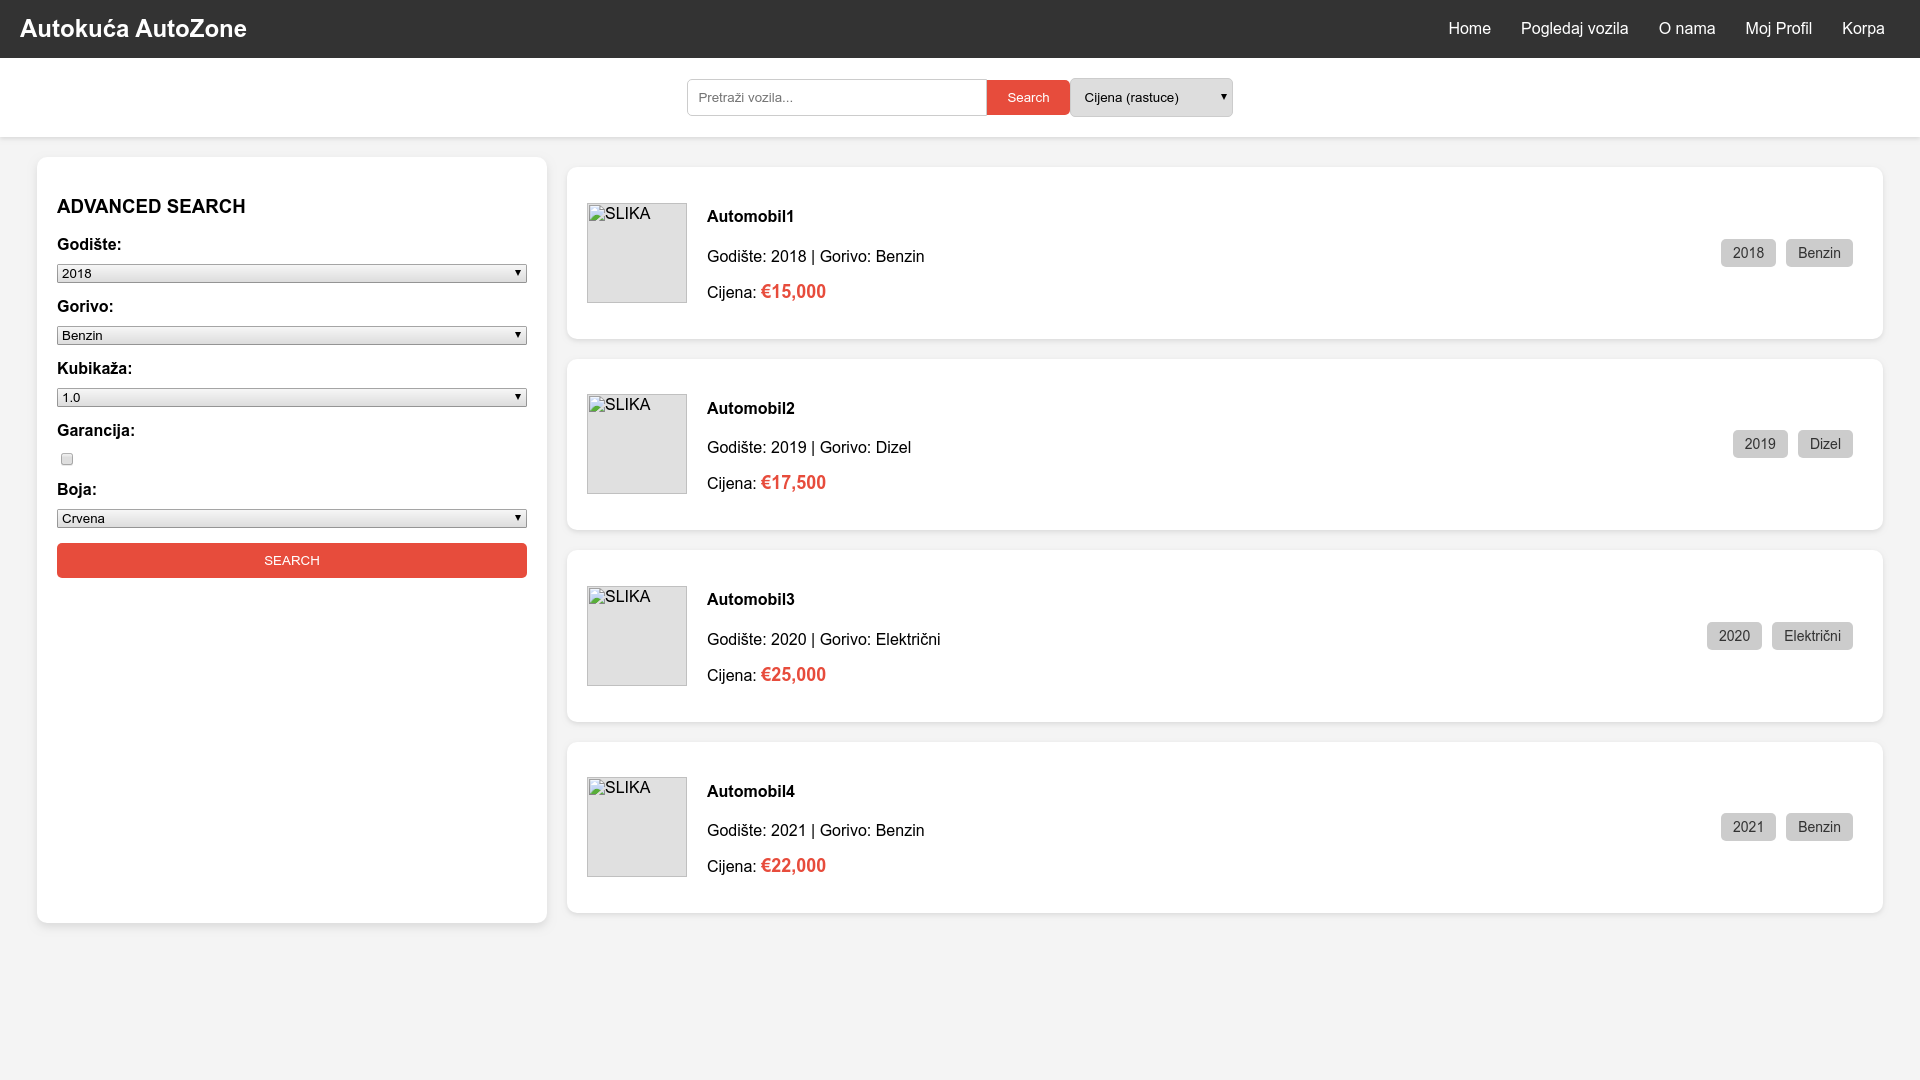 Autokuća AutoZone
Home Pogledaj vozila O nama Moj Profil Korpa
Pretraži vozila... Search Cijena (rastuce)
ADVANCED SEARCH
Godište:
2018
Gorivo:
Benzin
Kubikaža:
1.0
Garancija:
Boja:
Crvena
SEARCH
SLIKA
Automobil1
Godište: 2018 | Gorivo: Benzin
Cijena: €15,000
2018 Benzin
SLIKA
Automobil2
Godište: 2019 | Gorivo: Dizel
Cijena: €17,500
2019 Dizel
SLIKA
Automobil3
Godište: 2020 | Gorivo: Električni
Cijena: €25,000
2020 Električni
SLIKA
Automobil4
Godište: 2021 | Gorivo: Benzin
Cijena: €22,000
2021 Benzin